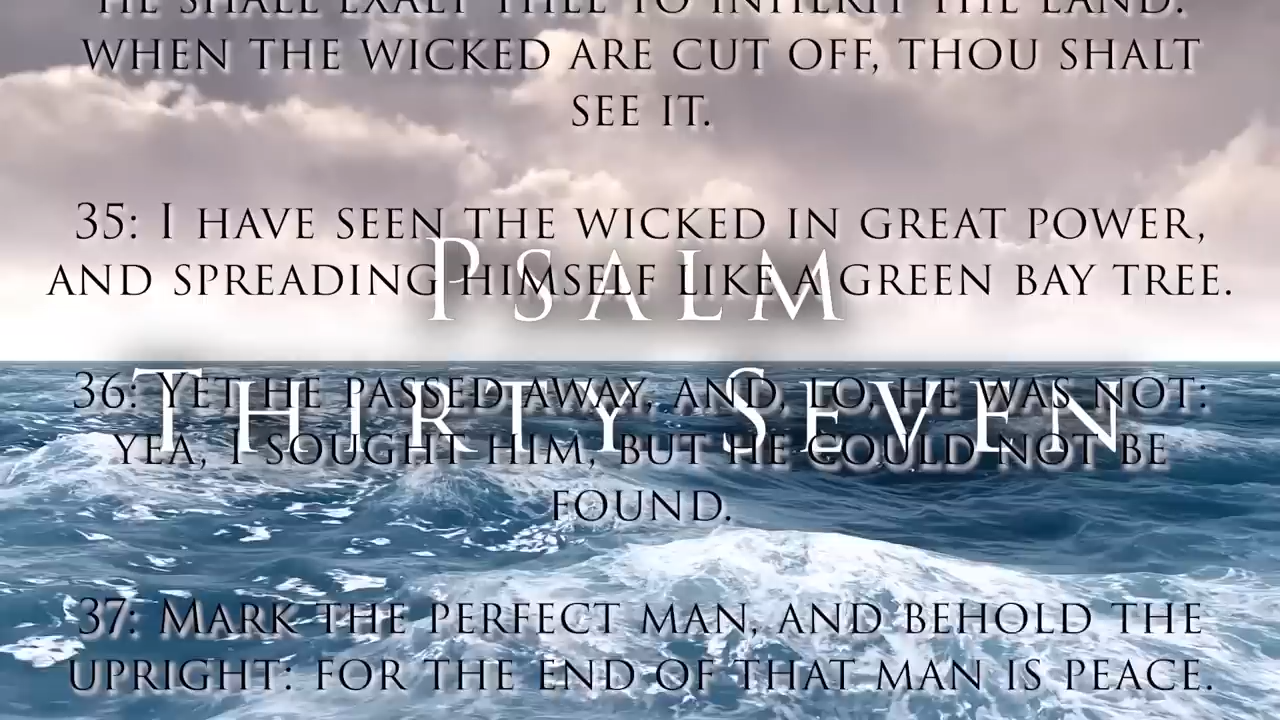 HE SHALL EXALT THEE TO INHERIT THE LAND:
WHEN THE WICKED ARE CUT OFF, THOU SHALT
SEE IT.
35: I HAVE SEEN THE WICKED IN GREAT POWER,
AND SPREADING HIMSELF LIKE A GREEN BAY TREE.
PSALM
THIRTY SEVEN
36: YET HE PASSED AWAY, AND, LO, HE WAS NOT:
YEA, I SOUGHT HIM, BUT HE COULD NOT BE
FOUND.
37: MARK THE PERFECT MAN, AND BEHOLD THE
UPRIGHT: FOR THE END OF THAT MAN IS PEACE.